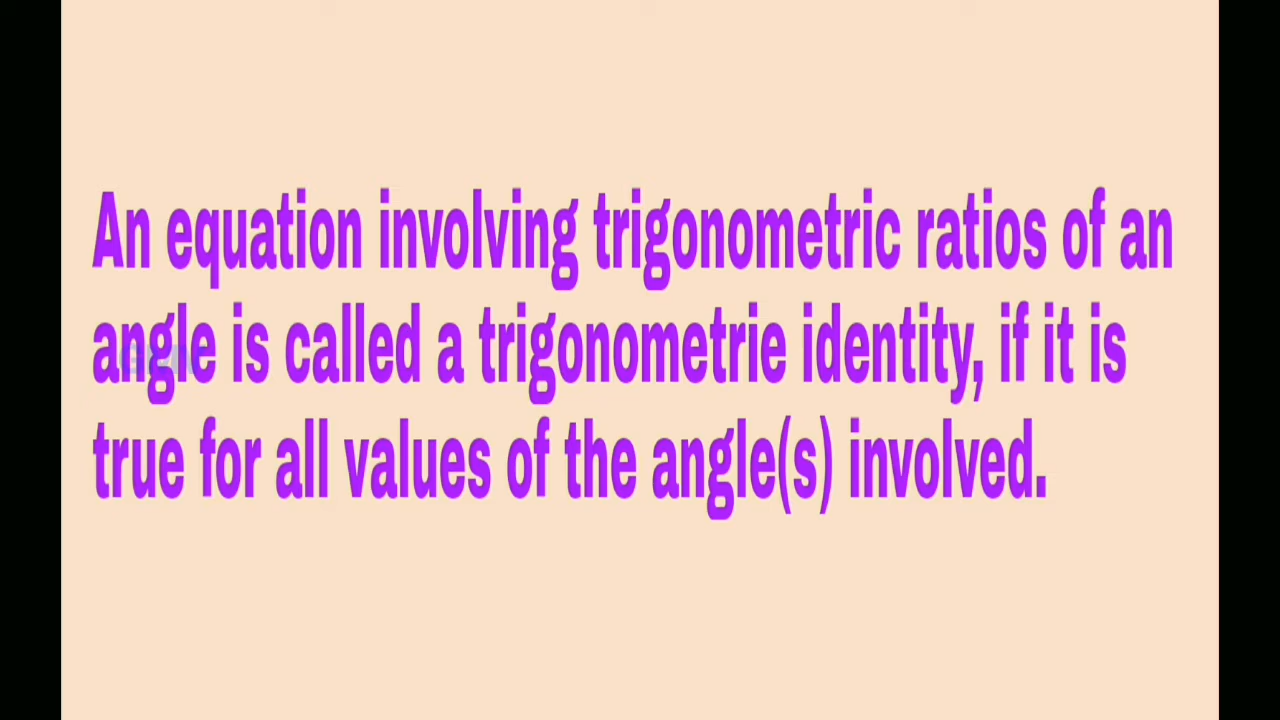 An equation involving trigonometric ratios of an
angle is called a trigonometrie identity, if it is
true for all values of the angle(s) involved.